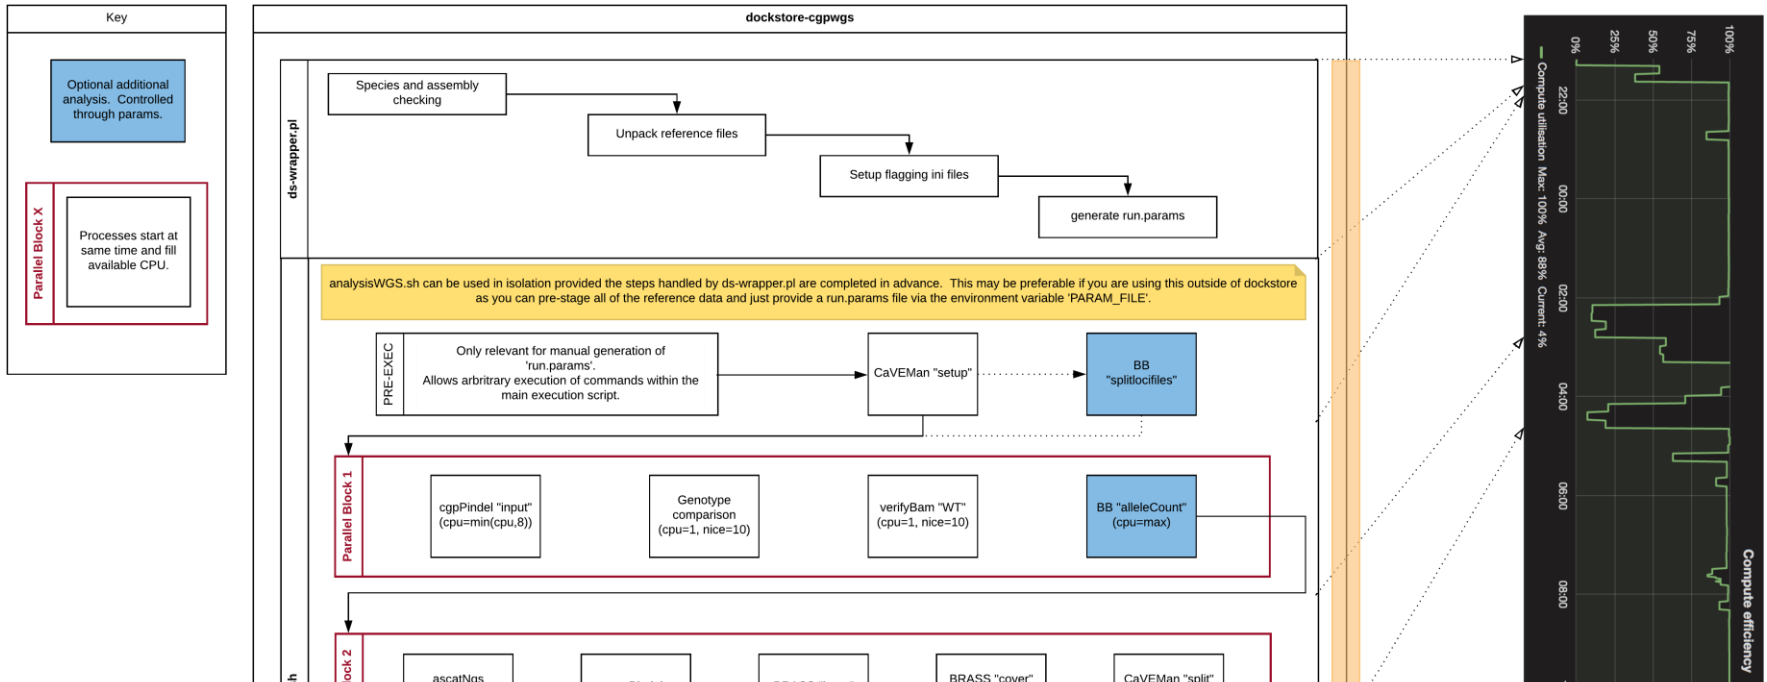 Key
Optional additional
analysis.  Controlled
through params.
Parallel Block X
Processes start at
same time and fill
available CPU.
dockstore-cgpwgs
ds-wrapper.pl
Species and assembly
checking
Unpack reference files
Setup flagging ini files
generate run.params
analysisWGS.sh can be used in isolation provided the steps handled by ds-wrapper.pl are completed in advance.  This may be preferable if you are using this outside of dockstore
as you can pre-stage all of the reference data and just provide a run.params file via the environment variable 'PARAM_FILE'.
PRE-EXEC
Only relevant for manual generation of
'run.params'.
Allows arbritrary execution of commands within the
main execution script.
CaVEMan "setup"
BB
"splitlocifiles"
Parallel Block 1
cgpPindel "input"
(cpu=min(cpu,8))
Genotype
comparison
(cpu=1, nice=10)
verifyBam "WT"
(cpu=1, nice=10)
BB "alleleCount"
(cpu=max)
lock 2
ascatNgs
BRASS "cover"
CaVEMan "split"
Compute efficiency
100%
75%
50%
25%
0%
22:00
00:00
02:00
04:00
06:00
08:00
Compute utilisation  Max: 100%  Avg: 88%  Current: 4%